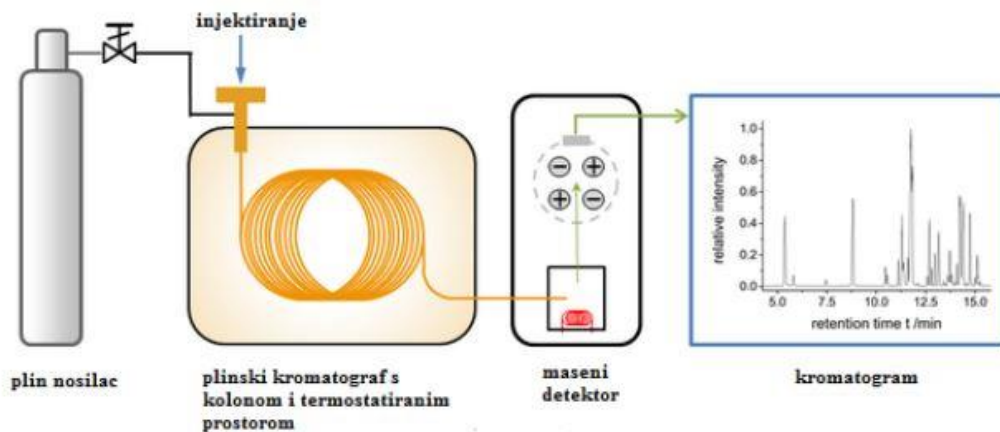 injektiranje
plin nosilac
plinski kromatograf s
kolonom i termostatiranim
prostorom
maseni
detektor
kromatogram
relative intensity
1.0
0.8
0.6
0.4
0.2
0.0
5.0 7.5 10.0 12.5 15.0
retention time t /min
− +
+ −